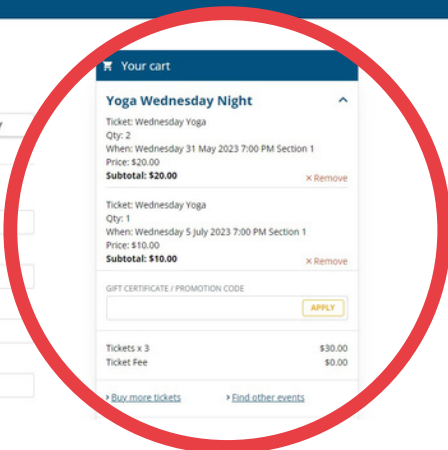 Your cart
Yoga Wednesday Night
Ticket: Wednesday Yoga
Qty: 2
When: Wednesday 31 May 2023 7:00 PM Section 1
Price: $20.00
Subtotal: $20.00 × Remove
Ticket: Wednesday Yoga
Qty: 1
When: Wednesday 5 July 2023 7:00 PM Section 1
Price: $10.00
Subtotal: $10.00 × Remove
GIFT CERTIFICATE / PROMOTION CODE
APPLY
Tickets x 3 $30.00
Ticket Fee $0.00
Buy more tickets Find other events